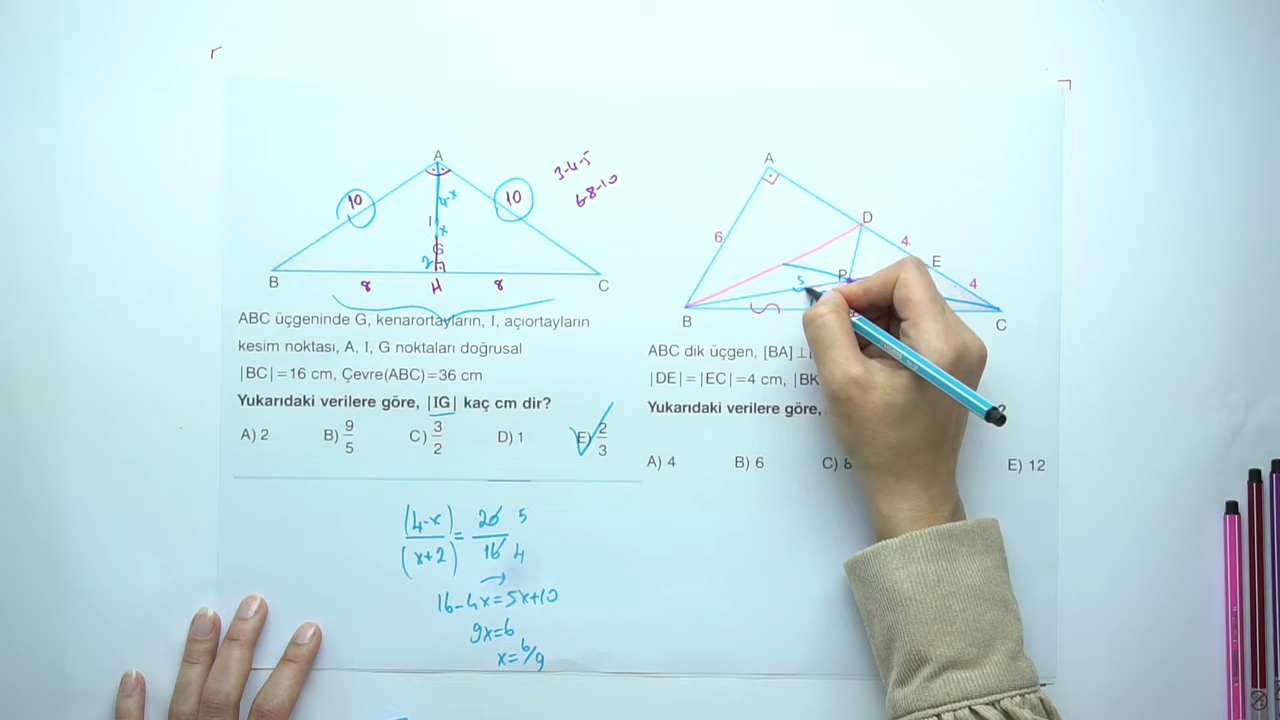 A
10
10
4-x
I
x
G
2
B
8
H
8
C
3-4-5
6-8-10
ABC üçgeninde G, kenarortayların, I, açıortayların
kesim noktası, A, I, G noktaları doğrusal
|BC|=16 cm, Çevre(ABC)=36 cm
Yukarıdaki verilere göre, |IG| kaç cm dir?
A) 2
B) 9/5
C) 3/2
D) 1
E) 2/3
(4-x)/(x+2) = 20/16 5/4
16-4x=5x+10
9x=6
x=6/9
A
6
D
4
E
4
P
S
B
C
ABC dik üçgen, [BA]⊥
|DE|=|EC|=4 cm, |BK
Yukarıdaki verilere göre,
A) 4
B) 6
C) 8
E) 12